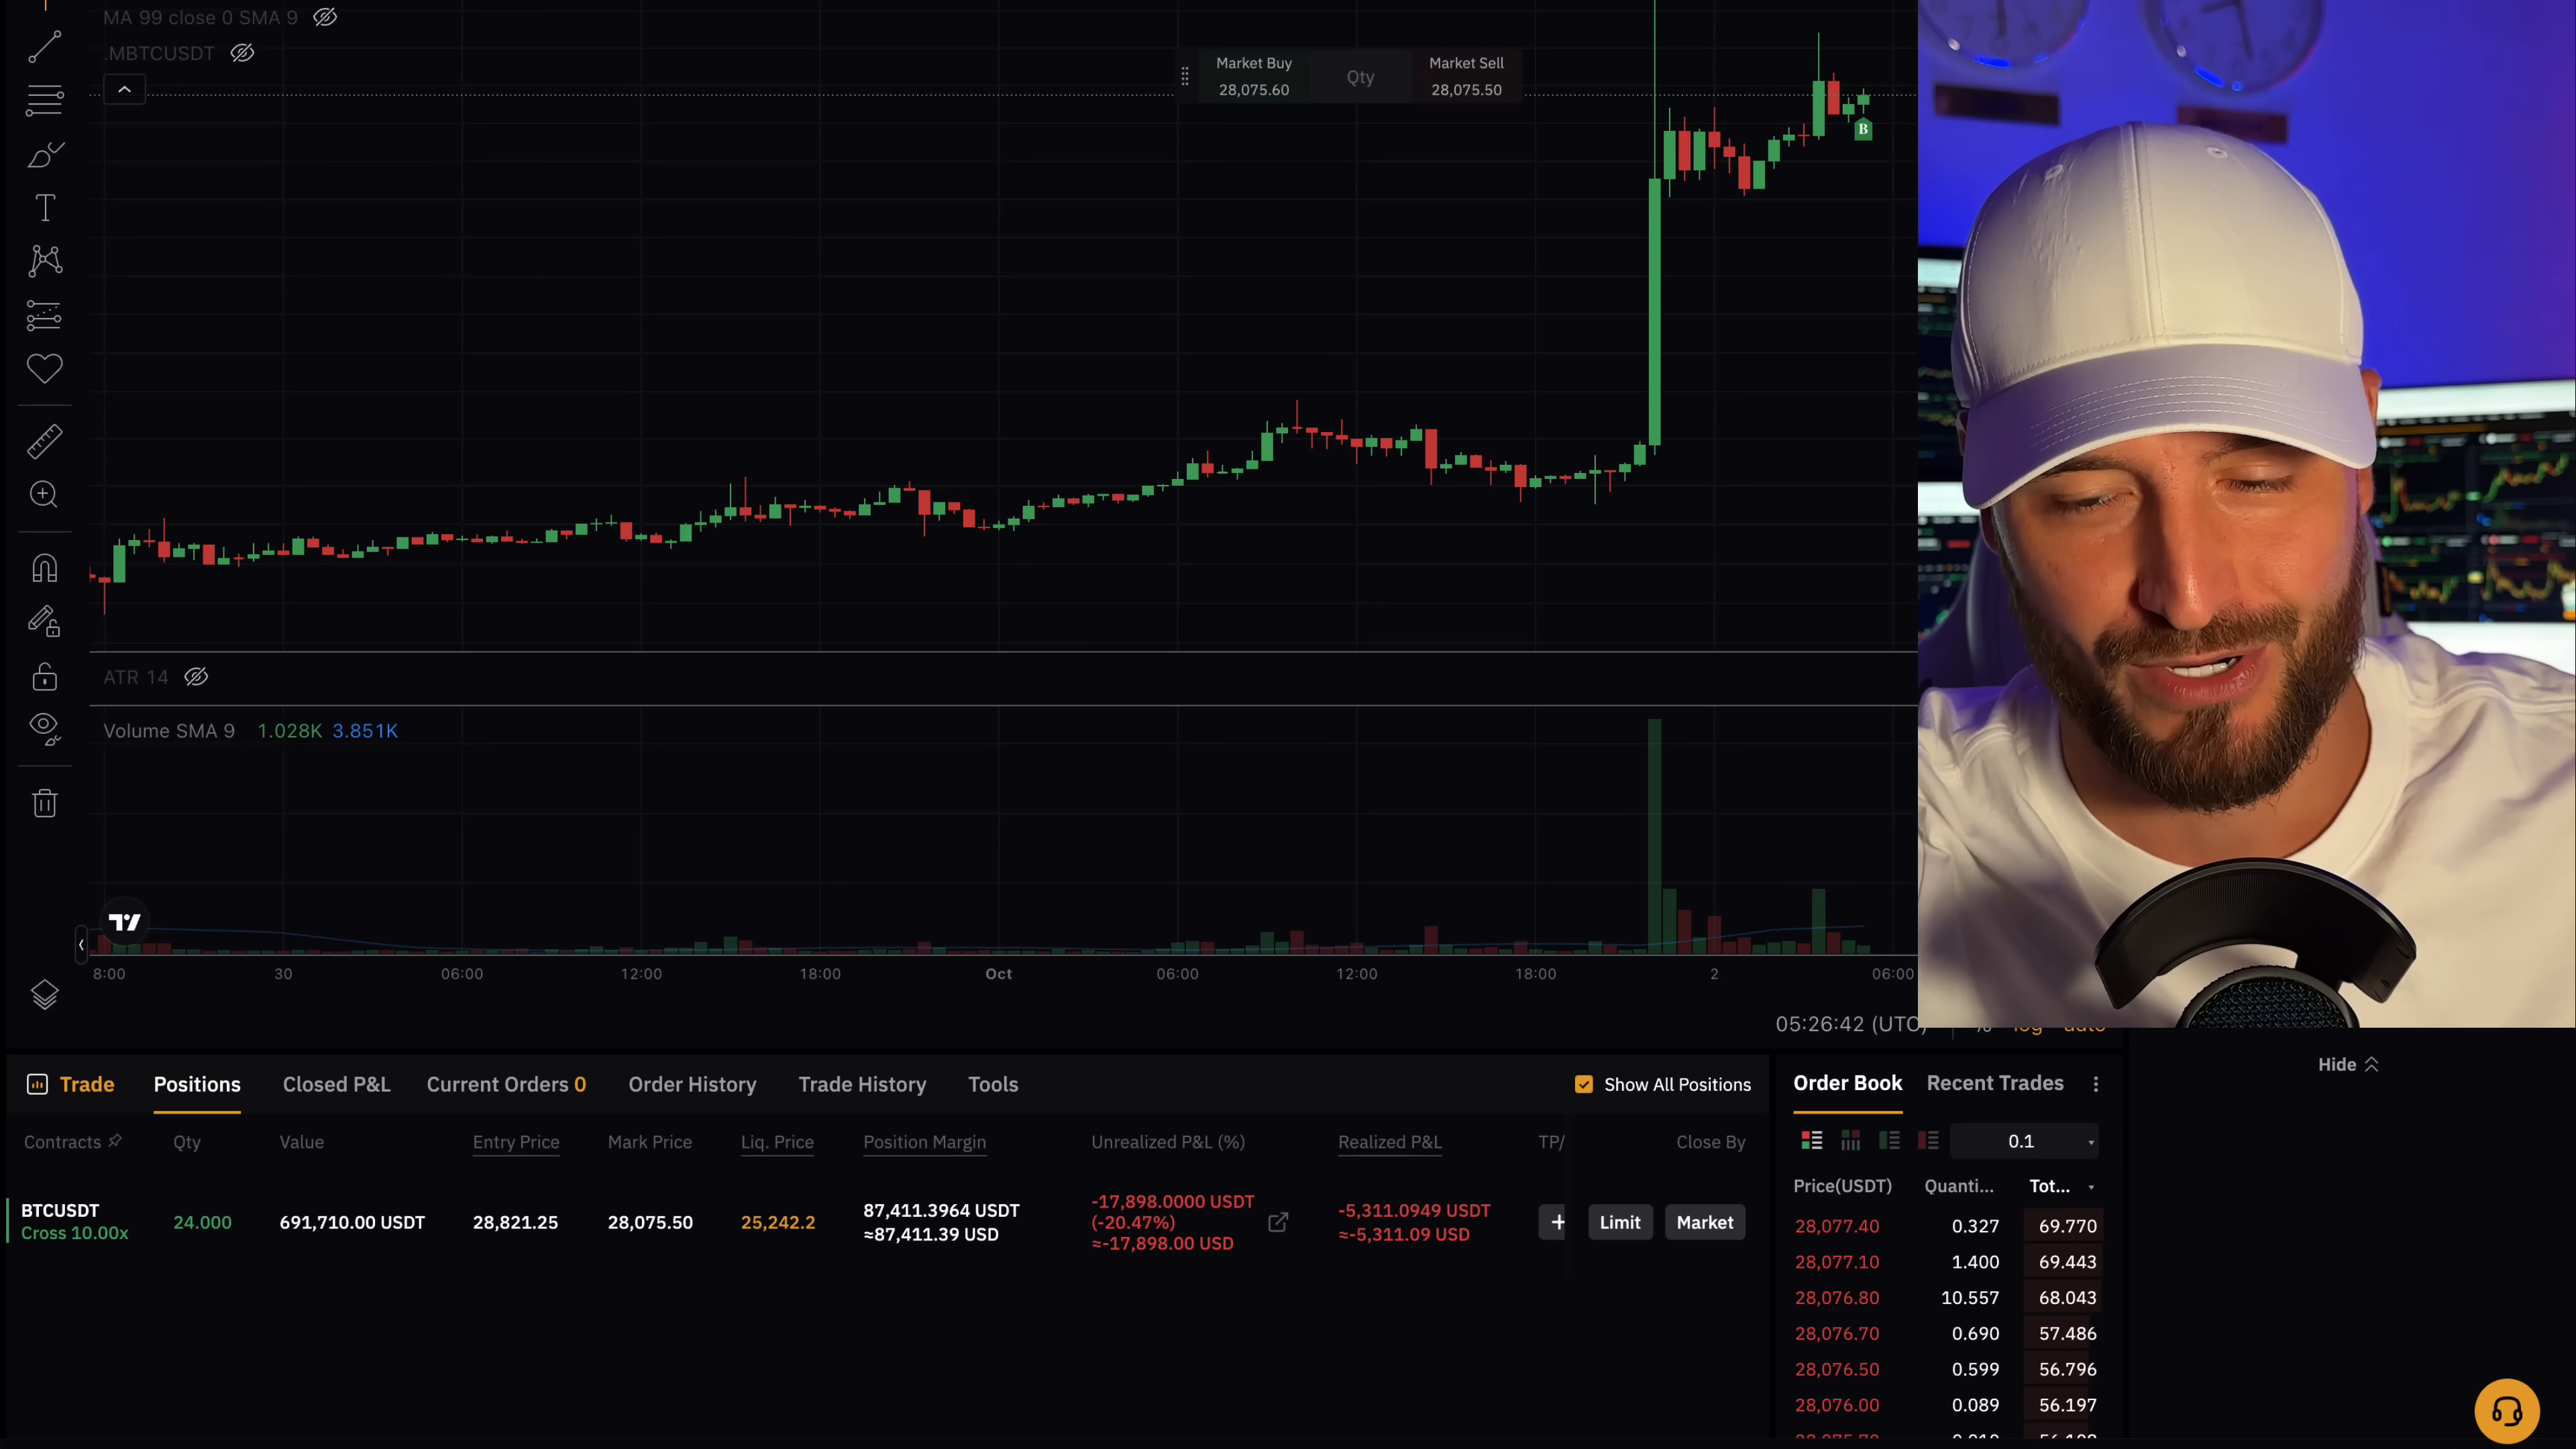 MA 99 close 0 SMA 9
.MBTCUSDT
Market Buy
28,075.60
Qty
Market Sell
28,075.50
B
ATR 14
Volume SMA 9 1.028K 3.851K
8:00 30 06:00 12:00 18:00 Oct 06:00 12:00 18:00 2 06:00
05:26:42 (UTC)
Hide
Trade Positions Closed P&L Current Orders 0 Order History Trade History Tools
Show All Positions
Contracts Qty Value Entry Price Mark Price Liq. Price Position Margin Unrealized P&L (%) Realized P&L TP/ Close By
BTCUSDT
Cross 10.00x
24.000
691,710.00 USDT
28,821.25
28,075.50
25,242.2
87,411.3964 USDT
≈87,411.39 USD
-17,898.0000 USDT
(-20.47%)
≈-17,898.00 USD
-5,311.0949 USDT
≈-5,311.09 USD
+
Limit
Market
Order Book Recent Trades
0.1
Price(USDT) Quanti... Tot...
28,077.40 0.327 69.770
28,077.10 1.400 69.443
28,076.80 10.557 68.043
28,076.70 0.690 57.486
28,076.50 0.599 56.796
28,076.00 0.089 56.197